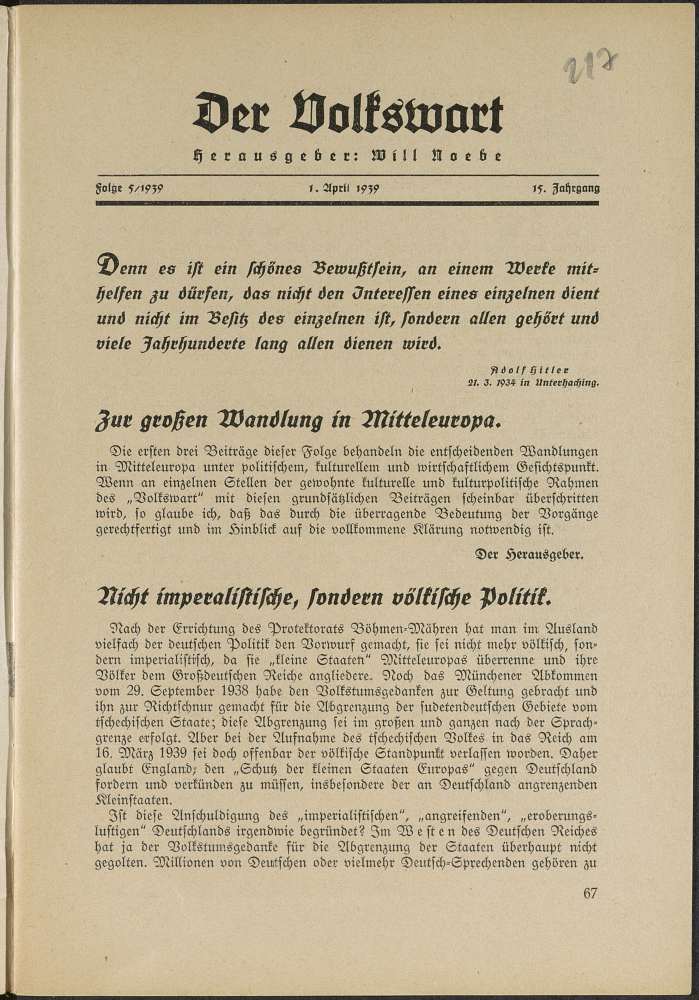 217
Der Volkswart
Herausgeber: Will Noebe
Folge 5/1939 1. April 1939 15. Jahrgang
Denn es ist ein schönes Bewußtsein, an einem Werke mit-
helfen zu dürfen, das nicht den Interessen eines einzelnen dient
und nicht im Besitz des einzelnen ist, sondern allen gehört und
viele Jahrhunderte lang allen dienen wird.
Adolf Hitler
21. 3. 1934 in Unterhaching.
Zur großen Wandlung in Mitteleuropa.
Die ersten drei Beiträge dieser Folge behandeln die entscheidenden Wandlungen
in Mitteleuropa unter politischem, kulturellem und wirtschaftlichem Gesichtspunkt.
Wenn an einzelnen Stellen der gewohnte kulturelle und kulturpolitische Rahmen
des „Volkswart“ mit diesen grundsätzlichen Beiträgen scheinbar überschritten
wird, so glaube ich, daß das durch die überragende Bedeutung der Vorgänge
gerechtfertigt und im Hinblick auf die vollkommene Klärung notwendig ist.
Der Herausgeber.
Nicht imperalistische, sondern völkische Politik.
Nach der Errichtung des Protektorats Böhmen-Mähren hat man im Ausland
vielfach der deutschen Politik den Vorwurf gemacht, sie sei nicht mehr völkisch, son-
dern imperialistisch, da sie „kleine Staaten“ Mitteleuropas überrenne und ihre
Völker dem Großdeutschen Reiche angliedere. Noch das Münchener Abkommen
vom 29. September 1938 habe den Volkstumsgedanken zur Geltung gebracht und
ihn zur Richtschnur gemacht für die Abgrenzung der sudetendeutschen Gebiete vom
tschechischen Staate; diese Abgrenzung sei im großen und ganzen nach der Sprach-
grenze erfolgt. Aber bei der Aufnahme des tschechischen Volkes in das Reich am
16. März 1939 sei doch offenbar der völkische Standpunkt verlassen worden. Daher
glaubt England, den „Schutz der kleinen Staaten Europas“ gegen Deutschland
fordern und verkünden zu müssen, insbesondere der an Deutschland angrenzenden
Kleinstaaten.
Ist diese Anschuldigung des „imperialistischen“, „angreifenden“, „eroberungs-
lustigen“ Deutschlands irgendwie begründet? Im Westen des Deutschen Reiches
hat ja der Volkstumsgedanke für die Abgrenzung der Staaten überhaupt nicht
gegolten. Millionen von Deutschen oder vielmehr Deutsch-Sprechenden gehören zu
67